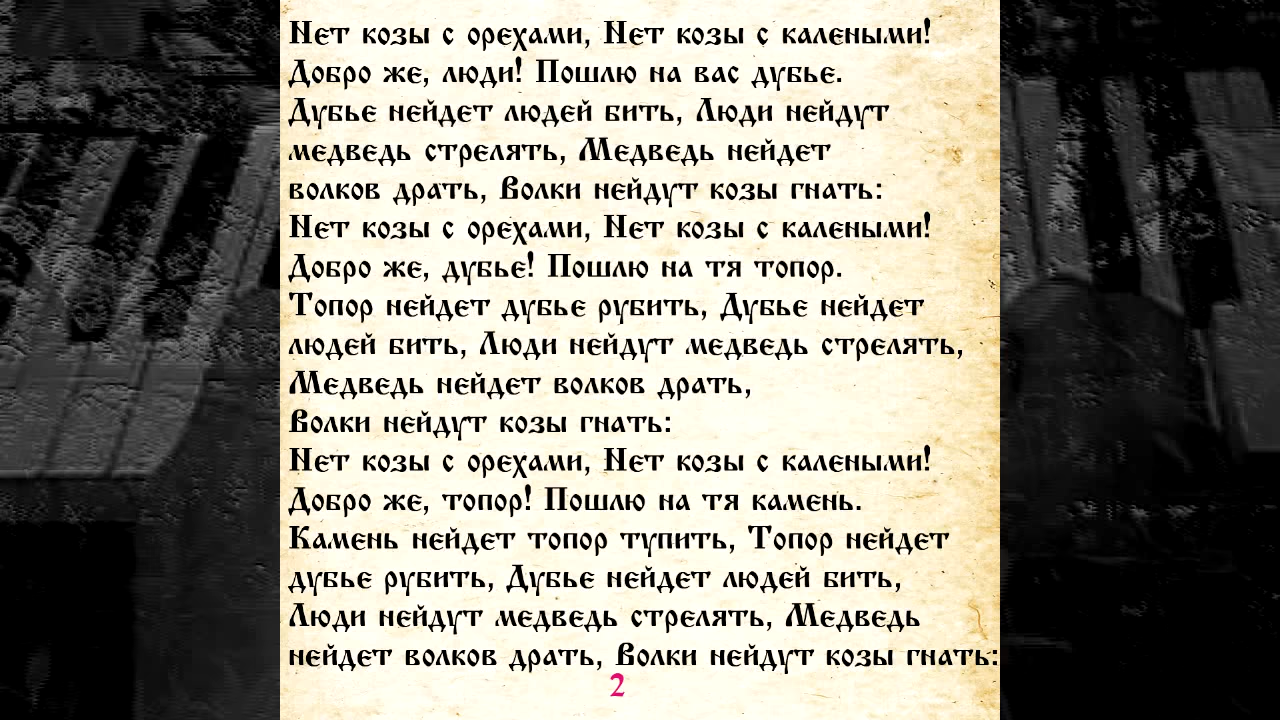 Нет козы с орехами, Нет козы с калеными!
Добро же, люди! Пошлю на вас дубье.
Дубье нейдет людей бить, Люди нейдут
медведь стрелять, Медведь нейдет
волков драть, Волки нейдут козы гнать:
Нет козы с орехами, Нет козы с калеными!
Добро же, дубье! Пошлю на тя топор.
Топор нейдет дубье рубить, Дубье нейдет
людей бить, Люди нейдут медведь стрелять,
Медведь нейдет волков драть,
Волки нейдут козы гнать:
Нет козы с орехами, Нет козы с калеными!
Добро же, топор! Пошлю на тя камень.
Камень нейдет топор тупить, Топор нейдет
дубье рубить, Дубье нейдет людей бить,
Люди нейдут медведь стрелять, Медведь
нейдет волков драть, Волки нейдут козы гнать:
2